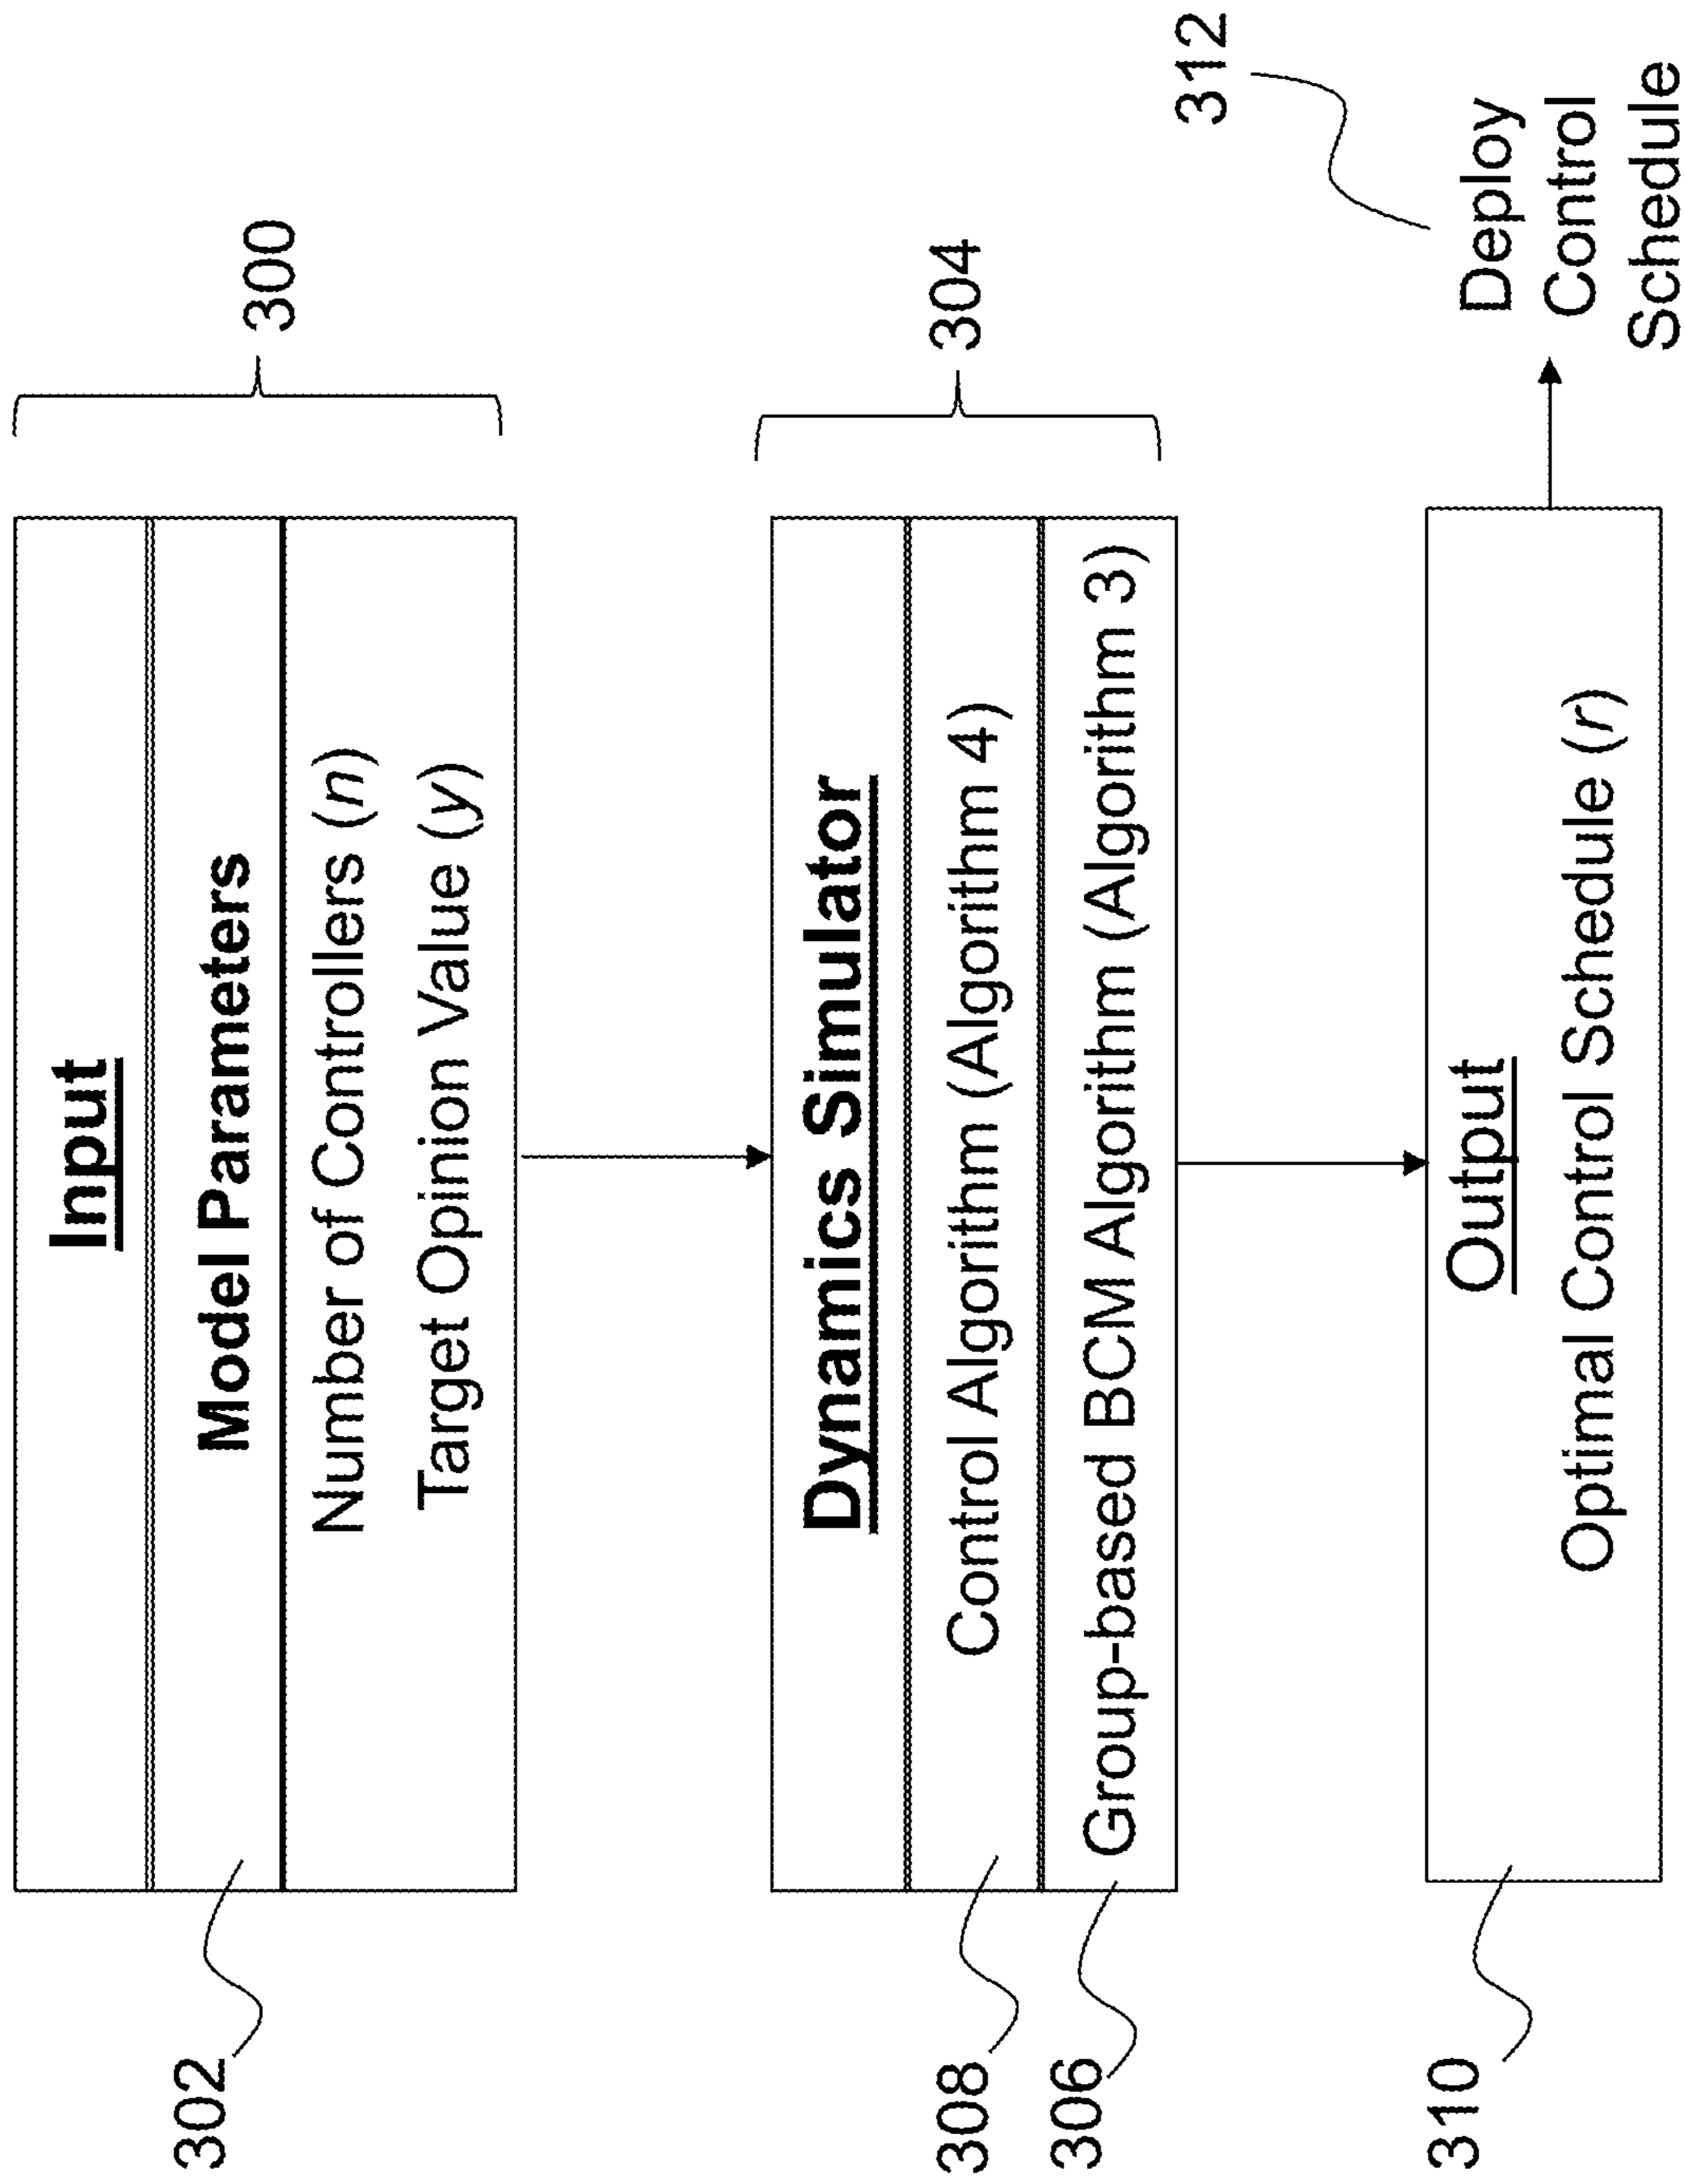 Input
300
Model Parameters
302
Number of Controllers (n)
Target Opinion Value (y)
Dynamics Simulator
304
Control Algorithm (Algorithm 4)
308
Group-based BCM Algorithm (Algorithm 3)
306
Output
Optimal Control Schedule (r)
310
312
Deploy
Control
Schedule